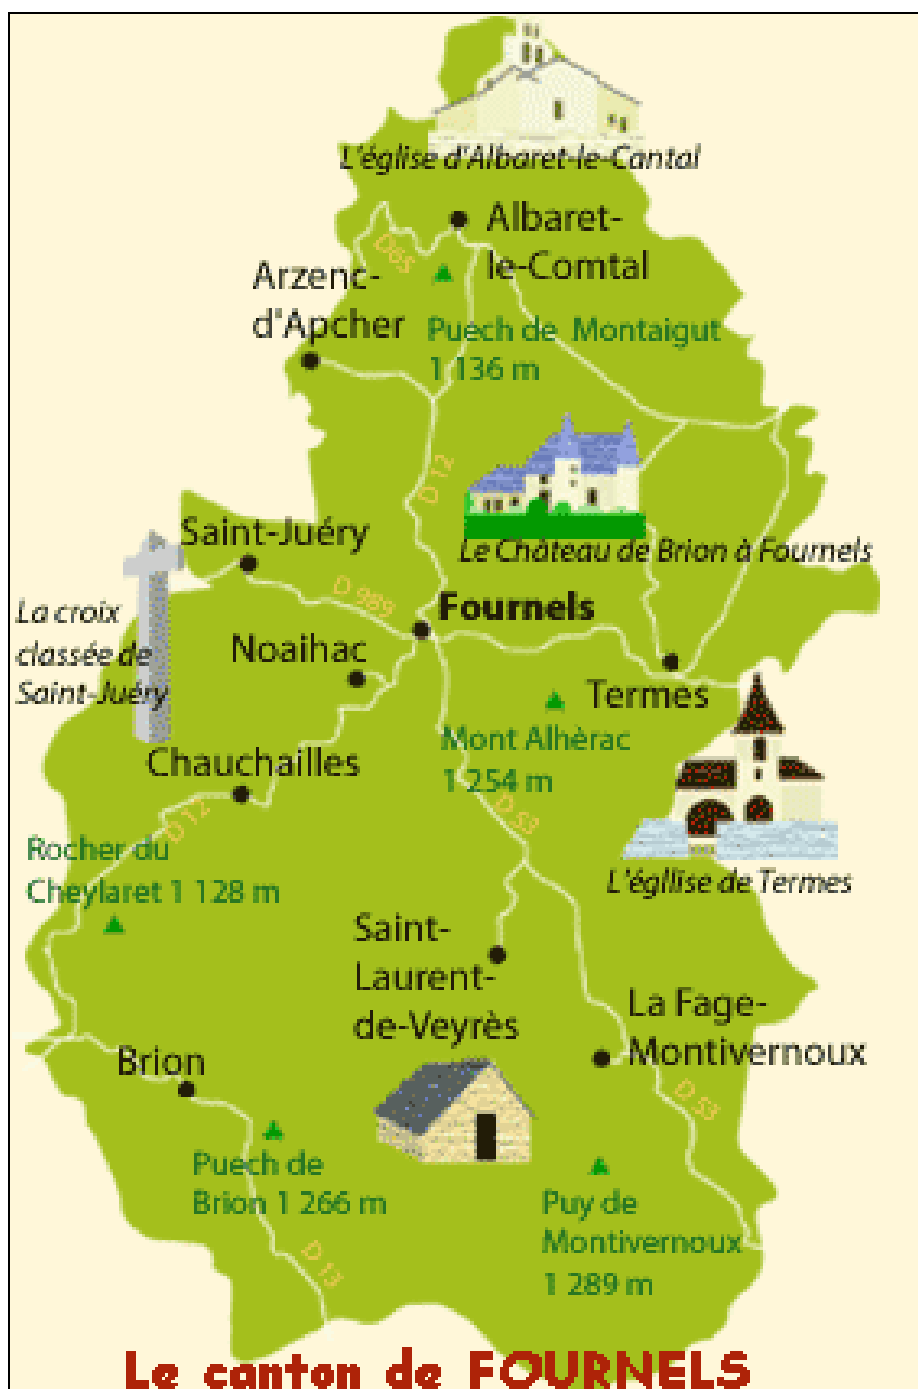 L'église d'Albaret-le-Cantal
Albaret-
le-Comtal
D65
Arzenc-
d'Apcher
Puech de Montaigut
1 136 m
D 12
Saint-Juéry
Le Château de Brion à Fournels
D 989
Fournels
La croix
classée de
Saint-Juéry
Noaihac
Termes
Mont Alhèrac
1 254 m
Chauchailles
D 12
D 53
Rocher du
Cheylaret 1 128 m
L'égllise de Termes
Saint-
Laurent-
de-Veyrès
La Fage-
Montivernoux
Brion
D 53
Puech de
Brion 1 266 m
Puy de
Montivernoux
1 289 m
D 13
Le canton de FOURNELS